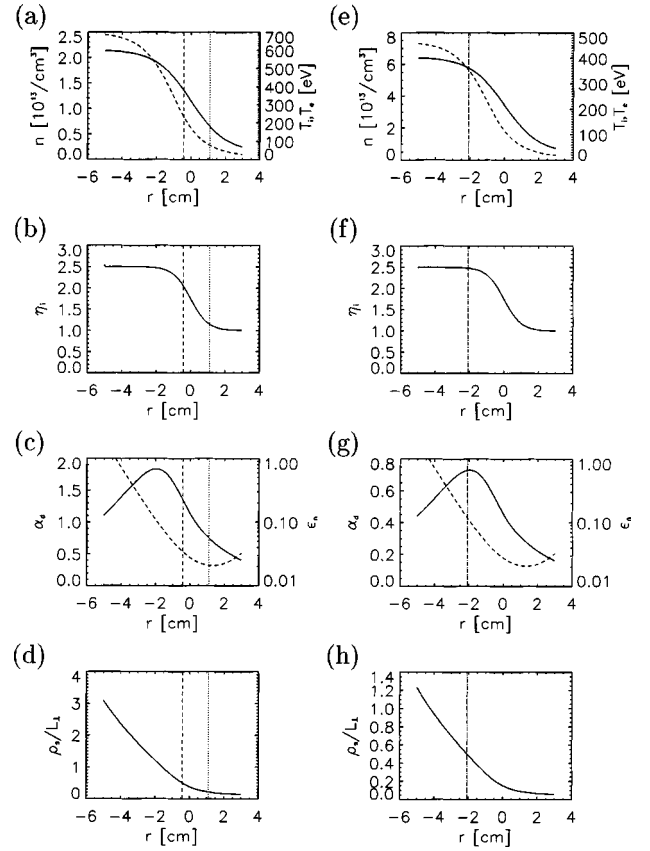 (a)
2.5
2.0
1.5
1.0
0.5
0.0
n [10¹³/cm³]
700
600
500
400
300
200
100
0
Tᵢ,Tₑ [eV]
-6 -4 -2 0 2 4
r [cm]
(e)
8
6
4
2
0
n [10¹³/cm³]
500
400
300
200
100
0
Tᵢ,Tₑ [eV]
-6 -4 -2 0 2 4
r [cm]
(b)
3.0
2.5
2.0
1.5
1.0
0.5
0.0
ηᵢ
-6 -4 -2 0 2 4
r [cm]
(f)
3.0
2.5
2.0
1.5
1.0
0.5
0.0
ηᵢ
-6 -4 -2 0 2 4
r [cm]
(c)
2.0
1.5
1.0
0.5
0.0
α_d
1.00
0.10
0.01
εₙ
-6 -4 -2 0 2 4
r [cm]
(g)
0.8
0.6
0.4
0.2
0.0
α_d
1.00
0.10
0.01
εₙ
-6 -4 -2 0 2 4
r [cm]
(d)
4
3
2
1
0
ρₛ/L⊥
-6 -4 -2 0 2 4
r [cm]
(h)
1.4
1.2
1.0
0.8
0.6
0.4
0.2
0.0
ρₛ/L⊥
-6 -4 -2 0 2 4
r [cm]